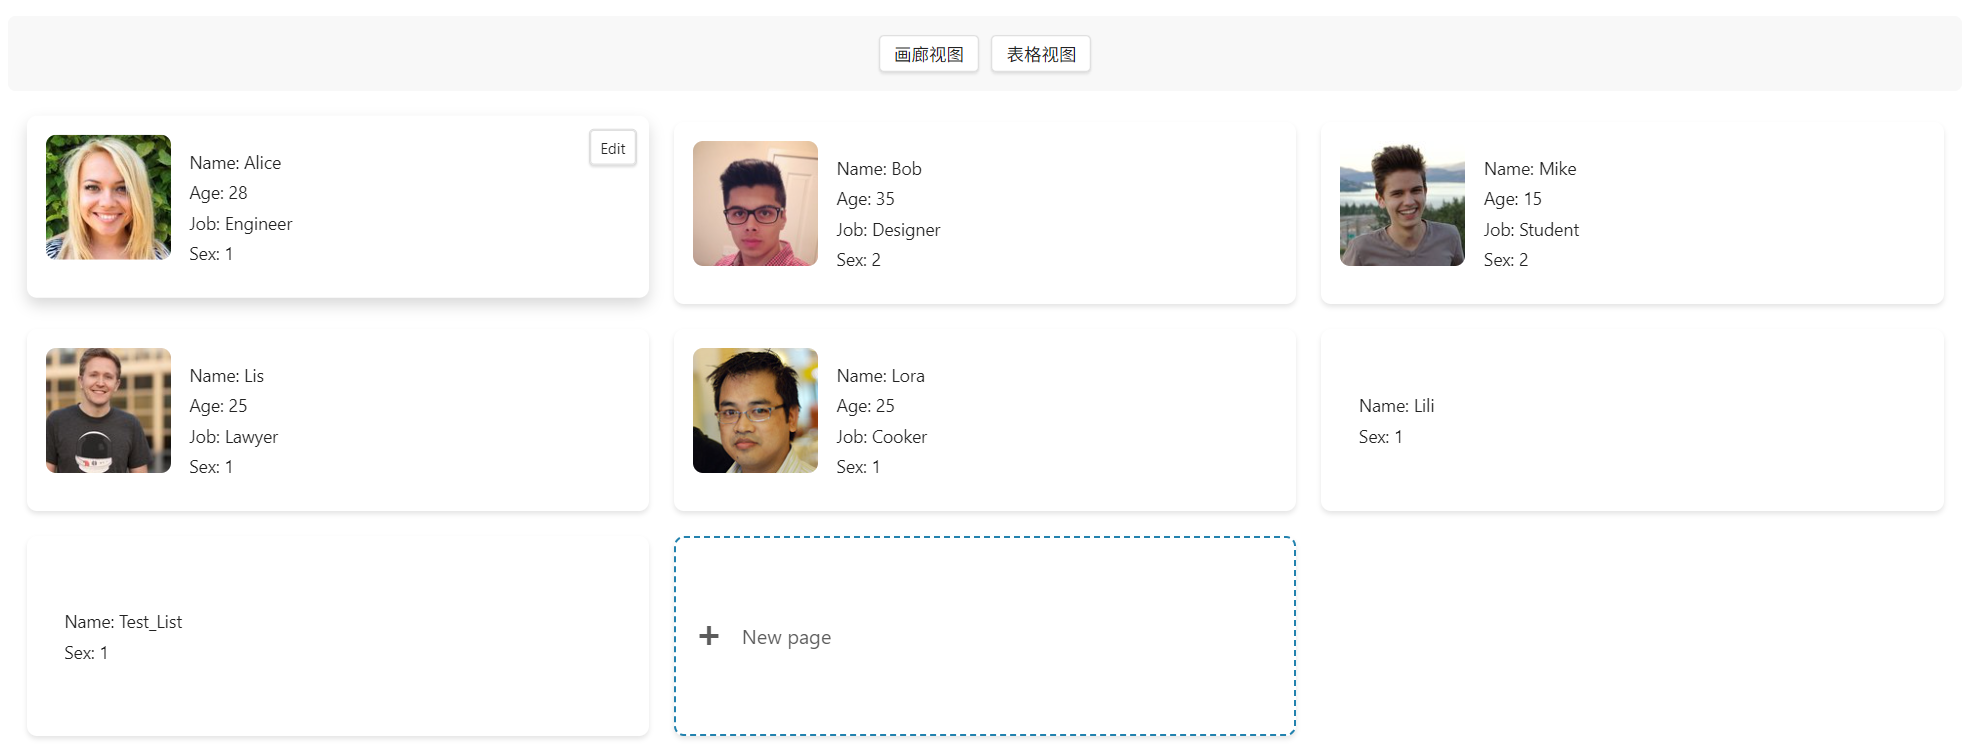 画廊视图
表格视图
Edit
Name: Alice
Age: 28
Job: Engineer
Sex: 1
Name: Bob
Age: 35
Job: Designer
Sex: 2
Name: Mike
Age: 15
Job: Student
Sex: 2
Name: Lis
Age: 25
Job: Lawyer
Sex: 1
Name: Lora
Age: 25
Job: Cooker
Sex: 1
Name: Lili
Sex: 1
Name: Test_List
Sex: 1
+ New page